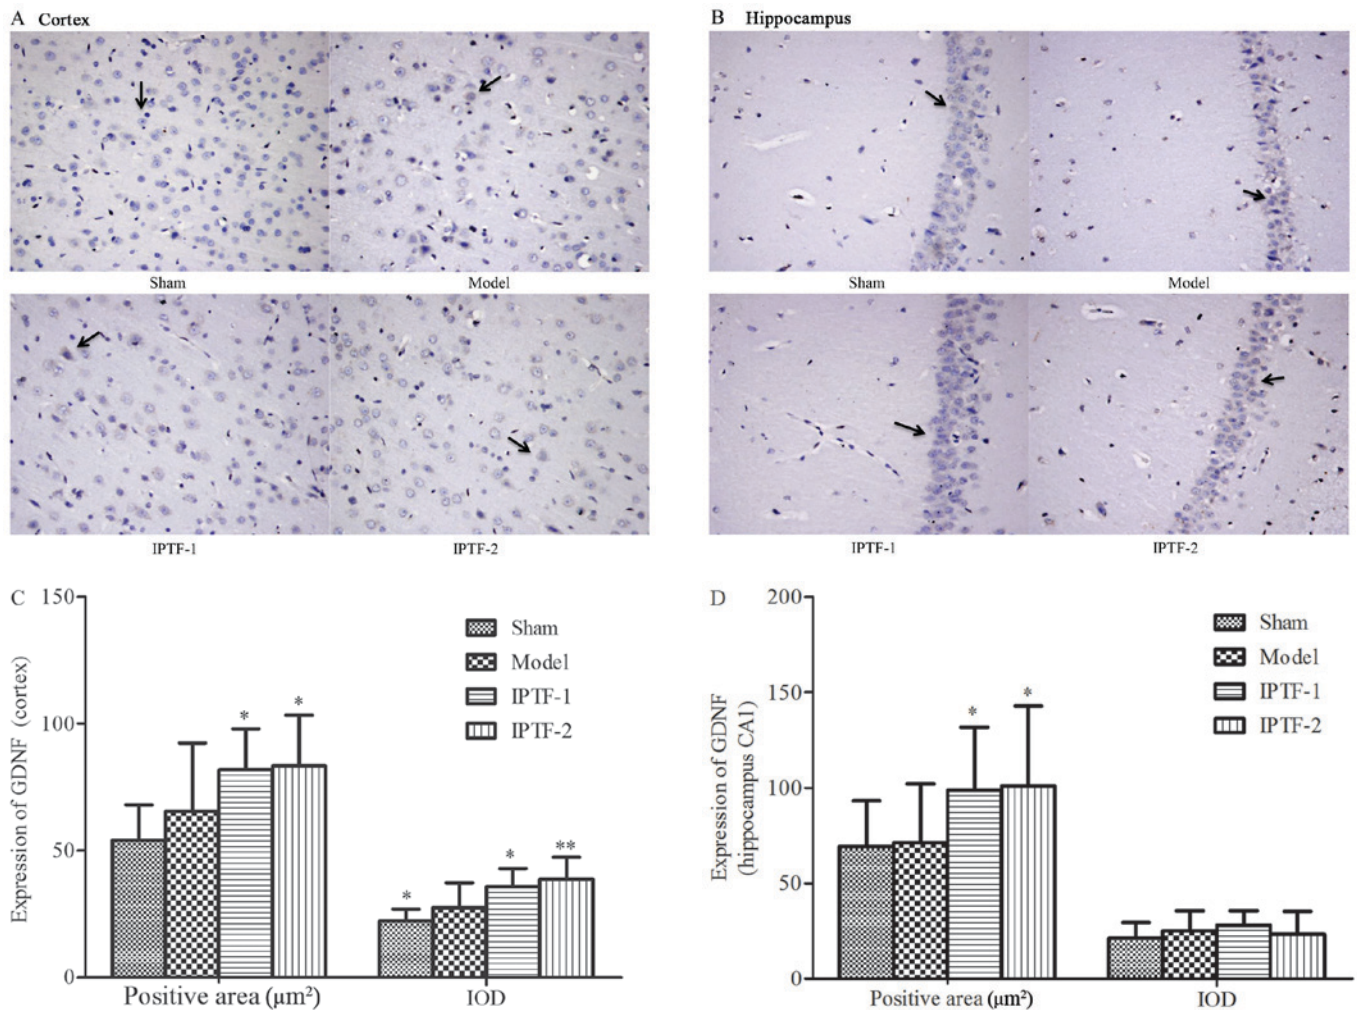 A Cortex
B Hippocampus
Sham Model
Sham Model
IPTF-1 IPTF-2
IPTF-1 IPTF-2
C
Expression of GDNF (cortex)
150
100
50
0
Sham
Model
IPTF-1
IPTF-2
* *
* * **
Positive area (μm²) IOD
D
Expression of GDNF
(hippocampus CA1)
200
150
100
50
0
Sham
Model
IPTF-1
IPTF-2
* *
Positive area (μm²) IOD